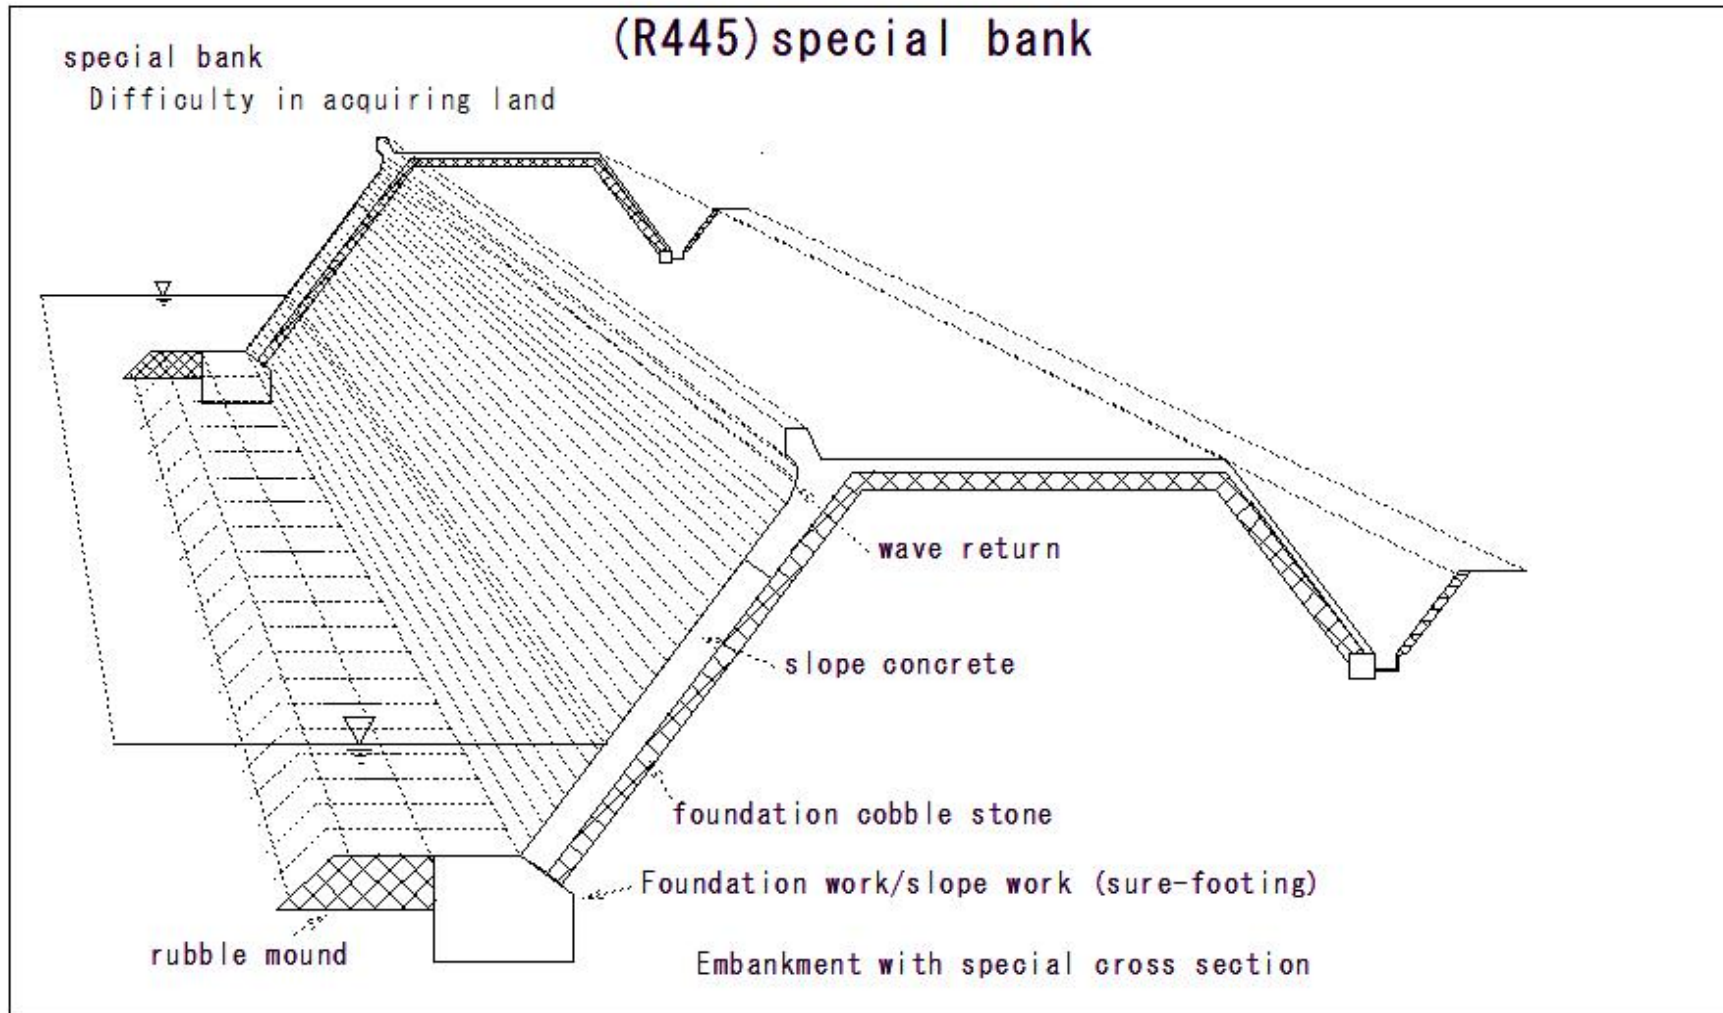 (R445)special bank
special bank
Difficulty in acquiring land
wave return
slope concrete
foundation cobble stone
Foundation work/slope work (sure-footing)
rubble mound
Embankment with special cross section